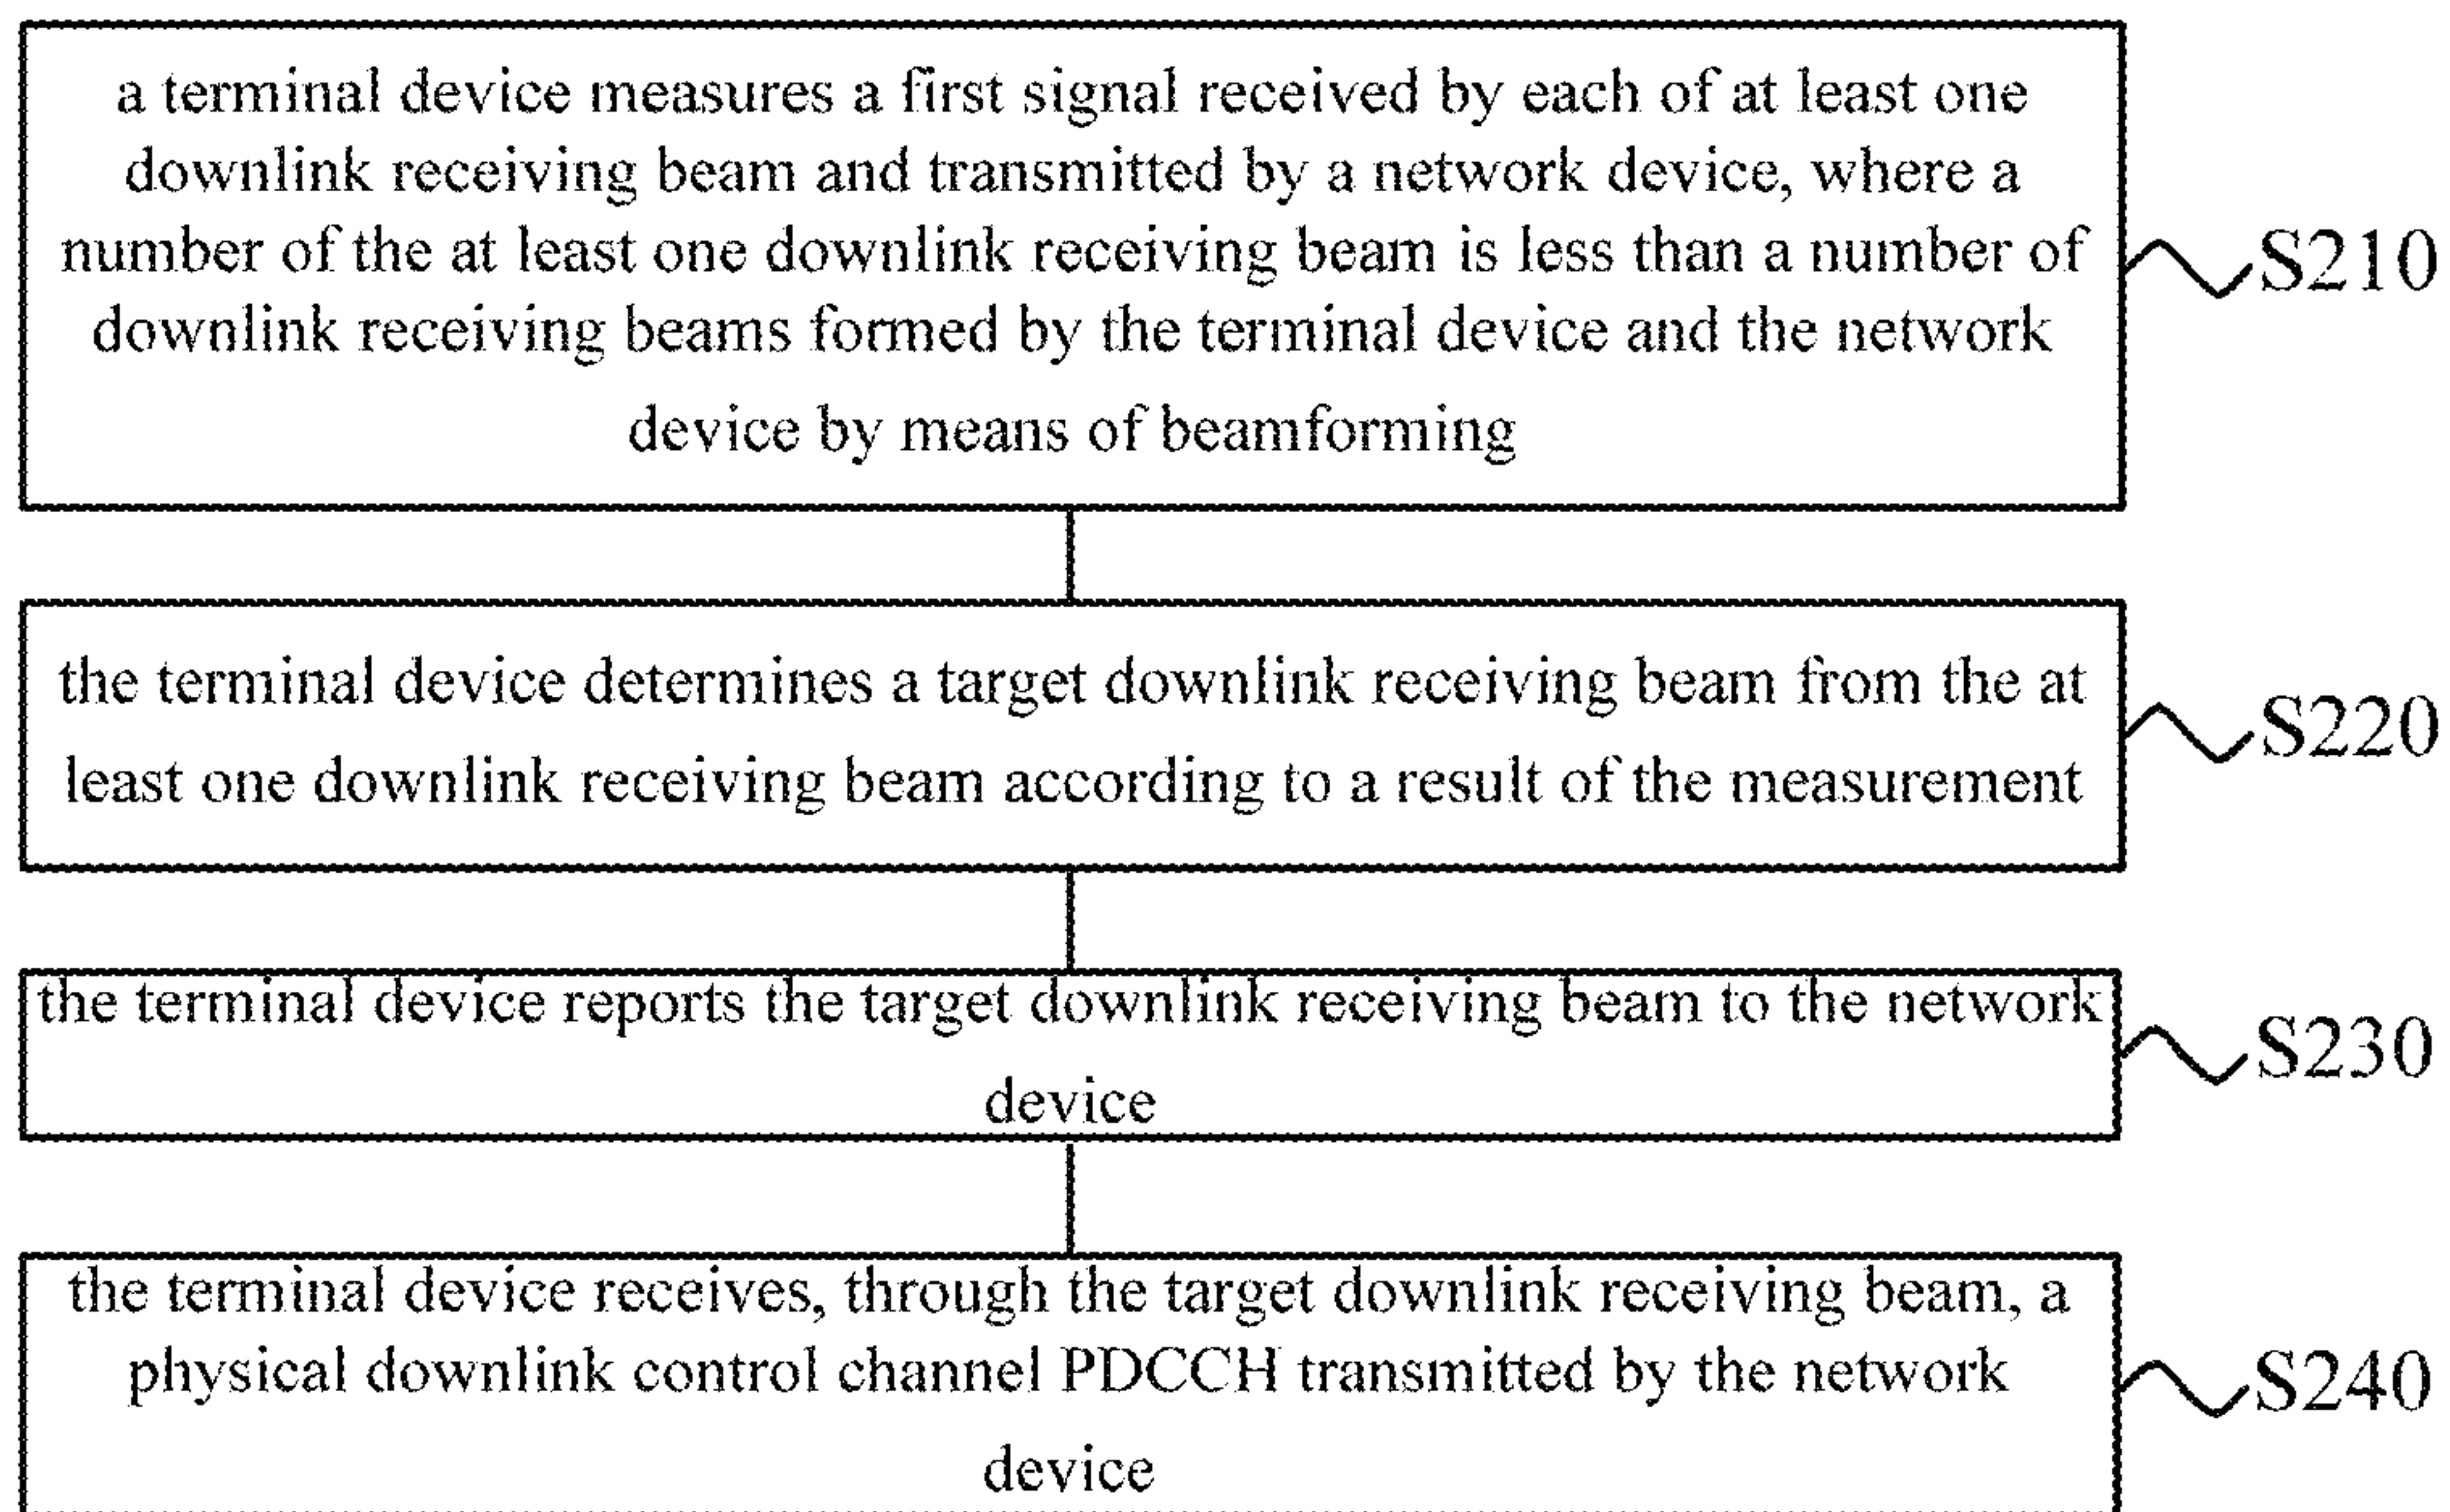 a terminal device measures a first signal received by each of at least one
downlink receiving beam and transmitted by a network device, where a
number of the at least one downlink receiving beam is less than a number of
downlink receiving beams formed by the terminal device and the network
device by means of beamforming
S210
the terminal device determines a target downlink receiving beam from the at
least one downlink receiving beam according to a result of the measurement
S220
the terminal device reports the target downlink receiving beam to the network
device
S230
the terminal device receives, through the target downlink receiving beam, a
physical downlink control channel PDCCH transmitted by the network
device
S240